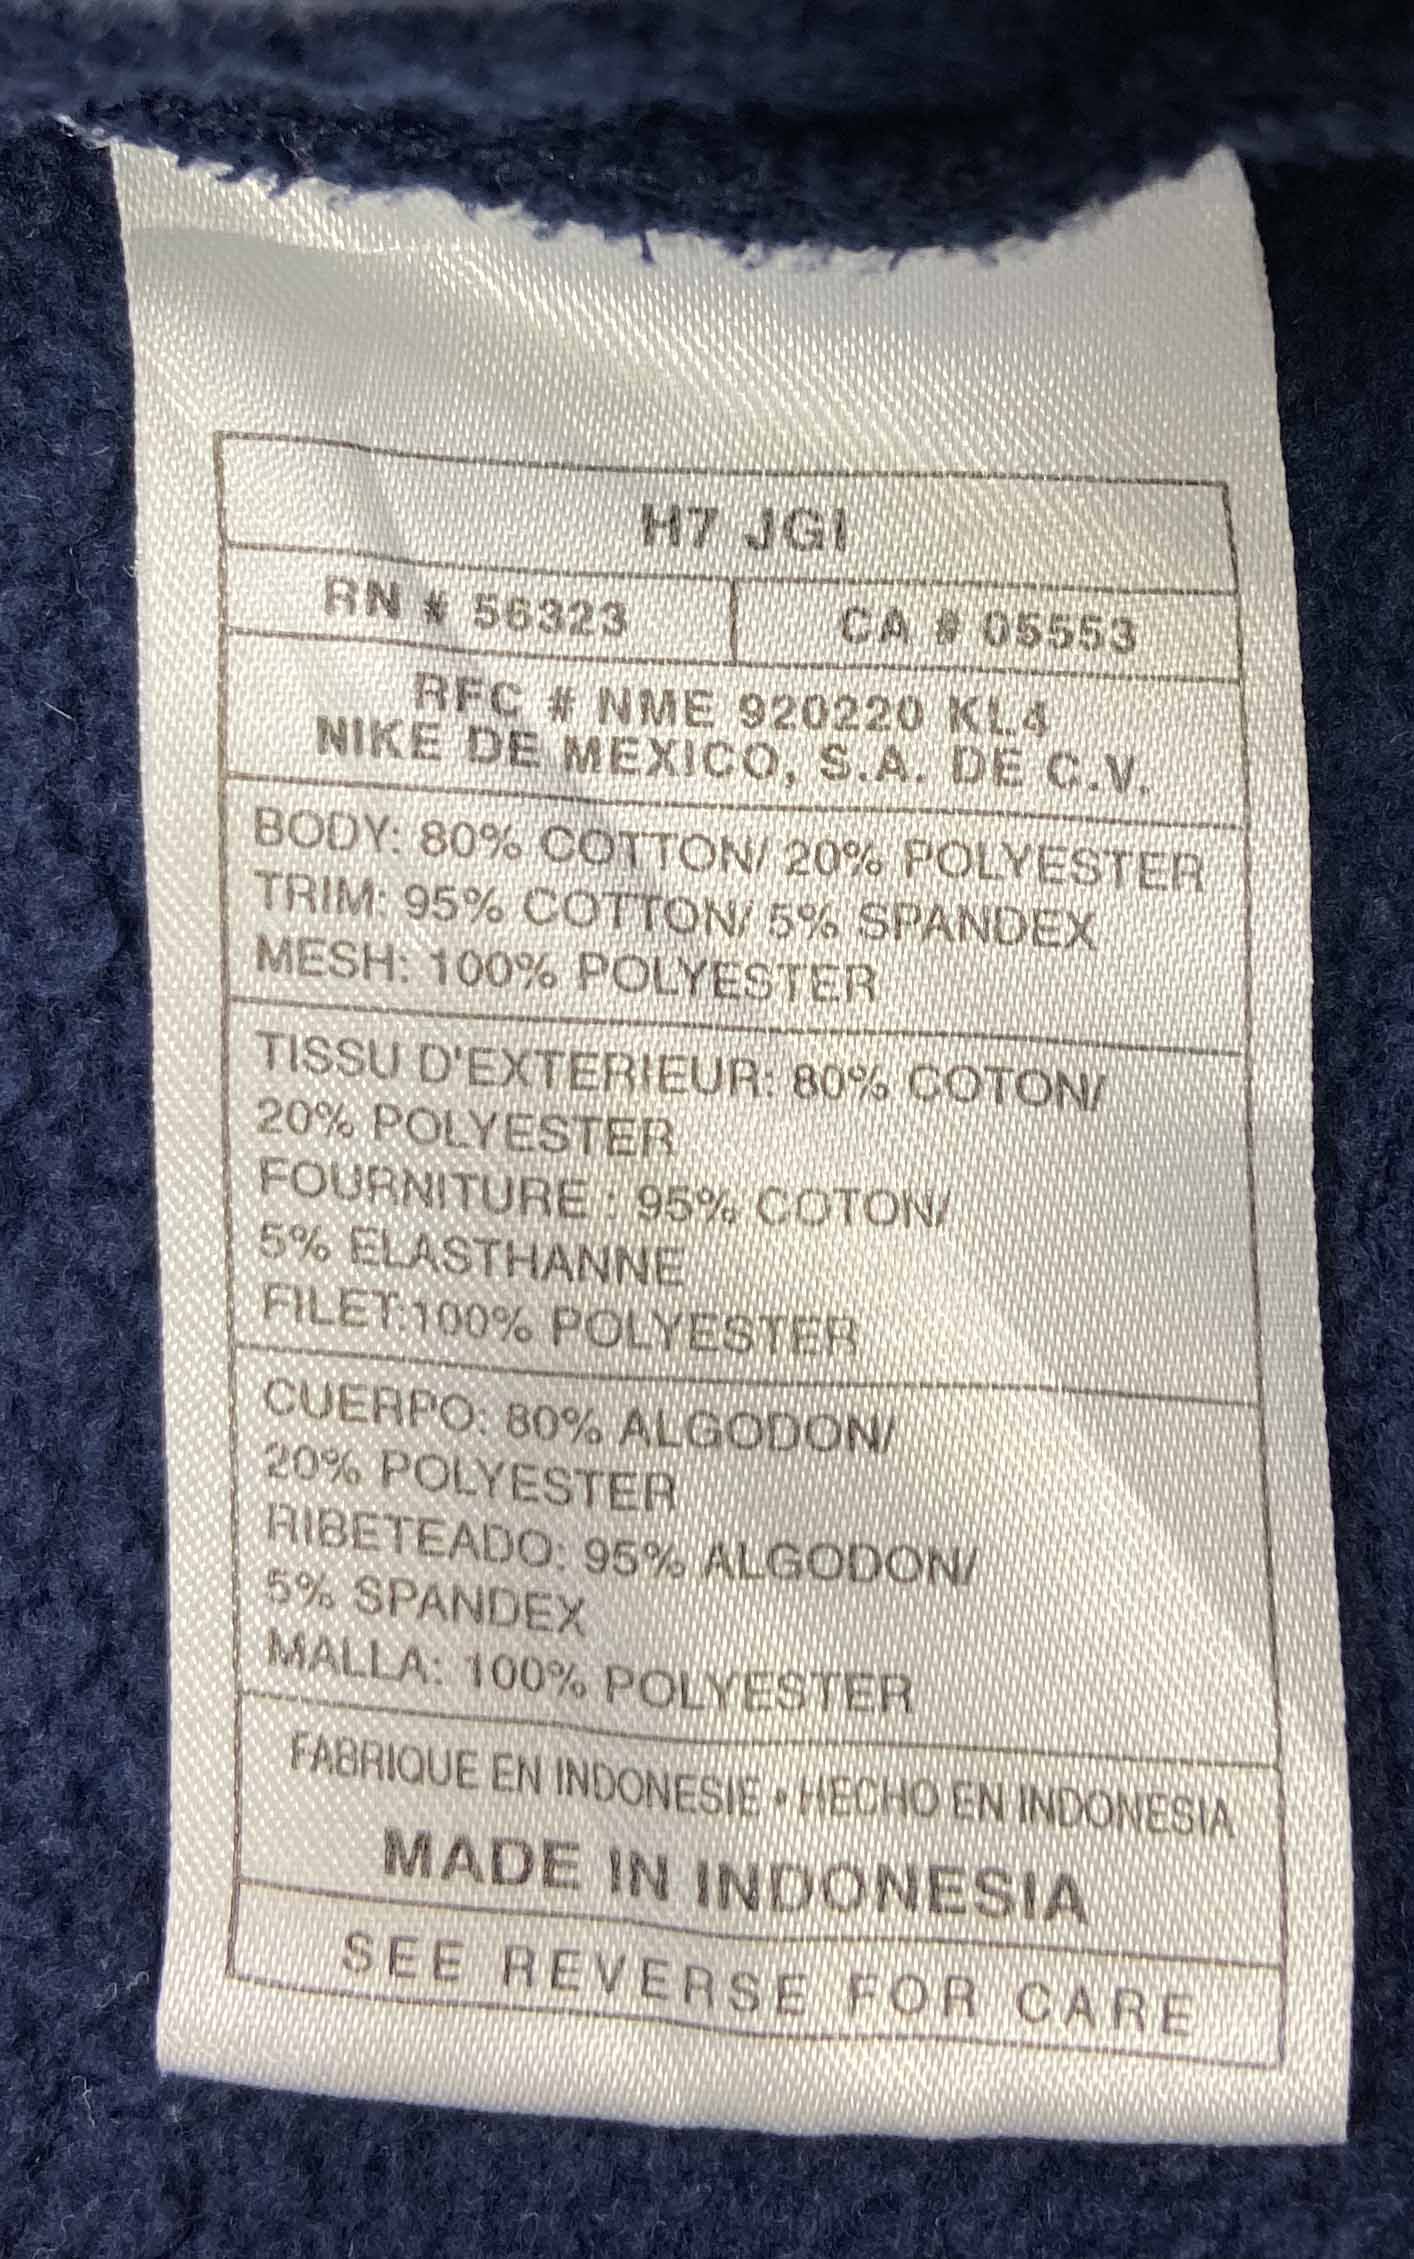 H7 JGI
RN # 56323
CA # 05553
RFC # NME 920220 KL4
NIKE DE MEXICO, S.A. DE C.V.
BODY: 80% COTTON/ 20% POLYESTER
TRIM: 95% COTTON/ 5% SPANDEX
MESH: 100% POLYESTER
TISSU D'EXTERIEUR: 80% COTON/
20% POLYESTER
FOURNITURE : 95% COTON/
5% ELASTHANNE
FILET:100% POLYESTER
CUERPO: 80% ALGODON/
20% POLYESTER
RIBETEADO: 95% ALGODON/
5% SPANDEX
MALLA: 100% POLYESTER
FABRIQUE EN INDONESIE • HECHO EN INDONESIA
MADE IN INDONESIA
SEE REVERSE FOR CARE